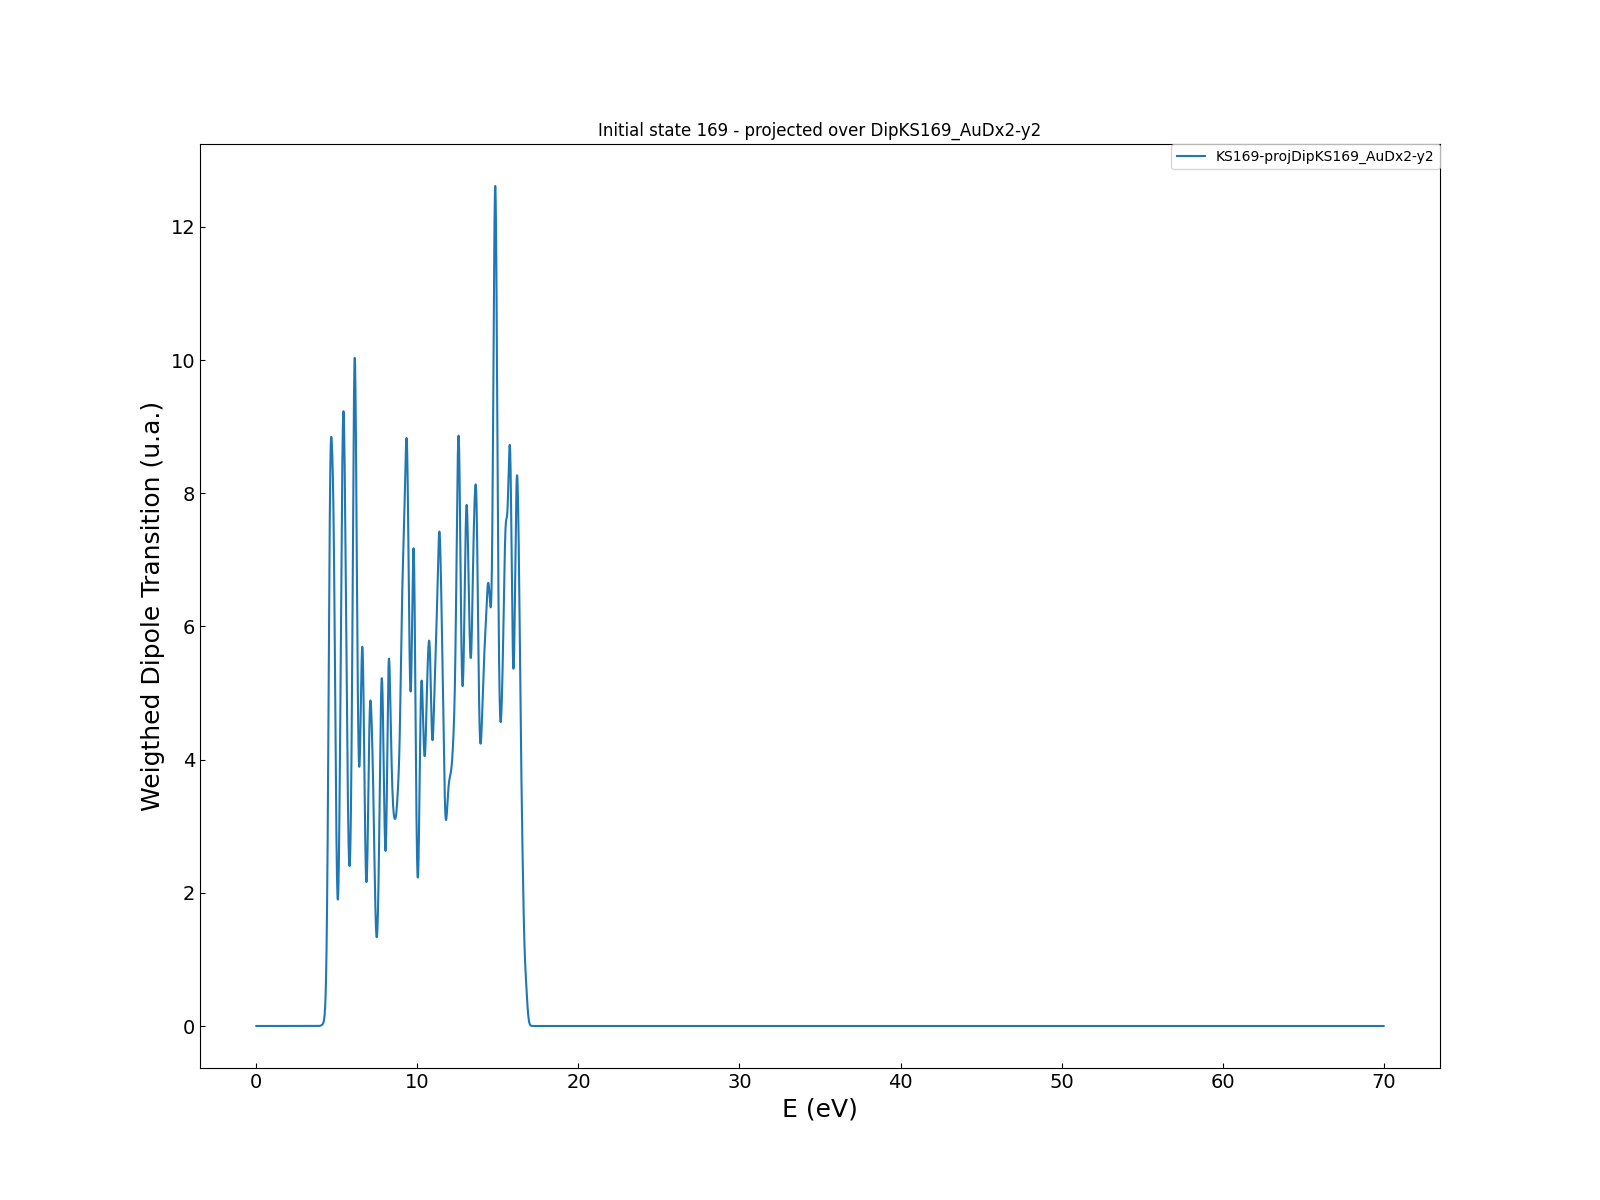 Initial state 169 - projected over DipKS169_AuDx2-y2
KS169-projDipKS169_AuDx2-y2
Weigthed Dipole Transition (u.a.)
12
10
8
6
4
2
0
0 10 20 30 40 50 60 70
E (eV)